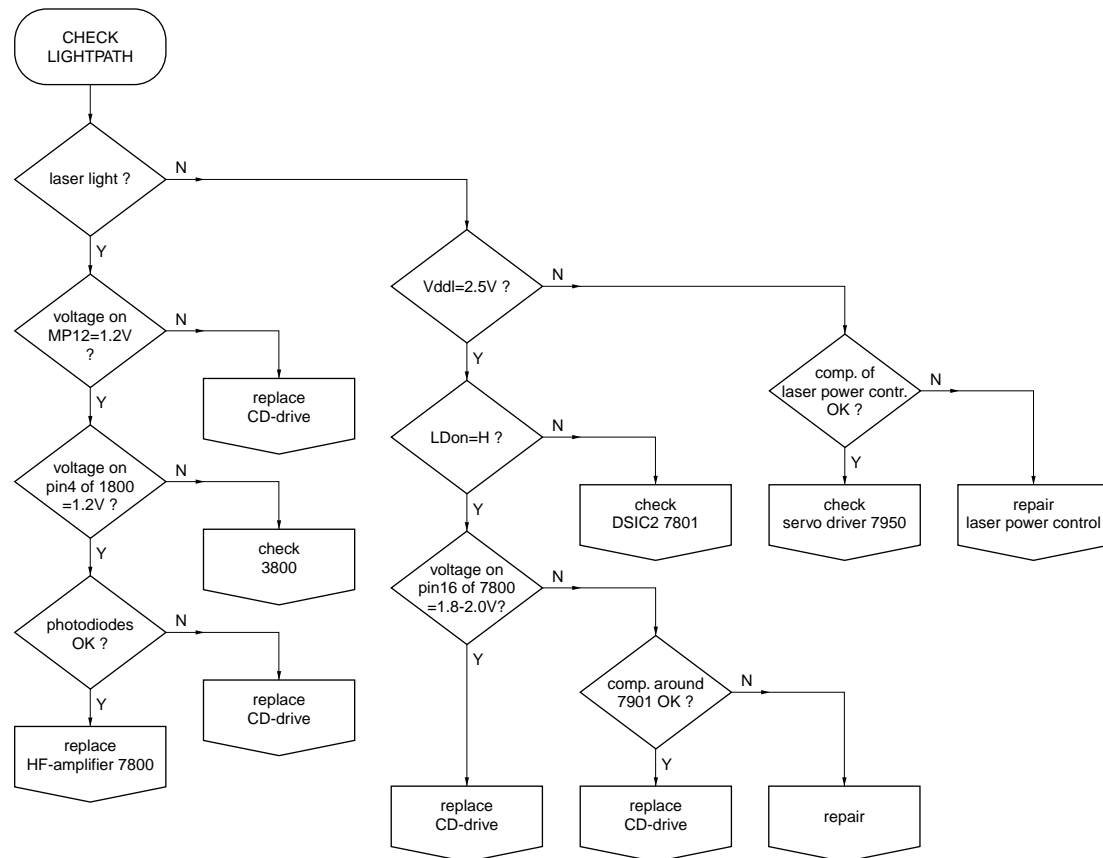 CHECK
LIGHTPATH
laser light ?
N
Y
voltage on
MP12=1.2V
?
N
replace
CD-drive
Y
voltage on
pin4 of 1800
=1.2V ?
N
check
3800
Y
photodiodes
OK ?
N
replace
CD-drive
Y
replace
HF-amplifier 7800
Vddl=2.5V ?
N
Y
comp. of
laser power contr.
OK ?
N
Y
check
servo driver 7950
repair
laser power control
LDon=H ?
N
check
DSIC2 7801
Y
voltage on
pin16 of 7800
=1.8-2.0V?
N
Y
replace
CD-drive
comp. around
7901 OK ?
N
Y
replace
CD-drive
repair